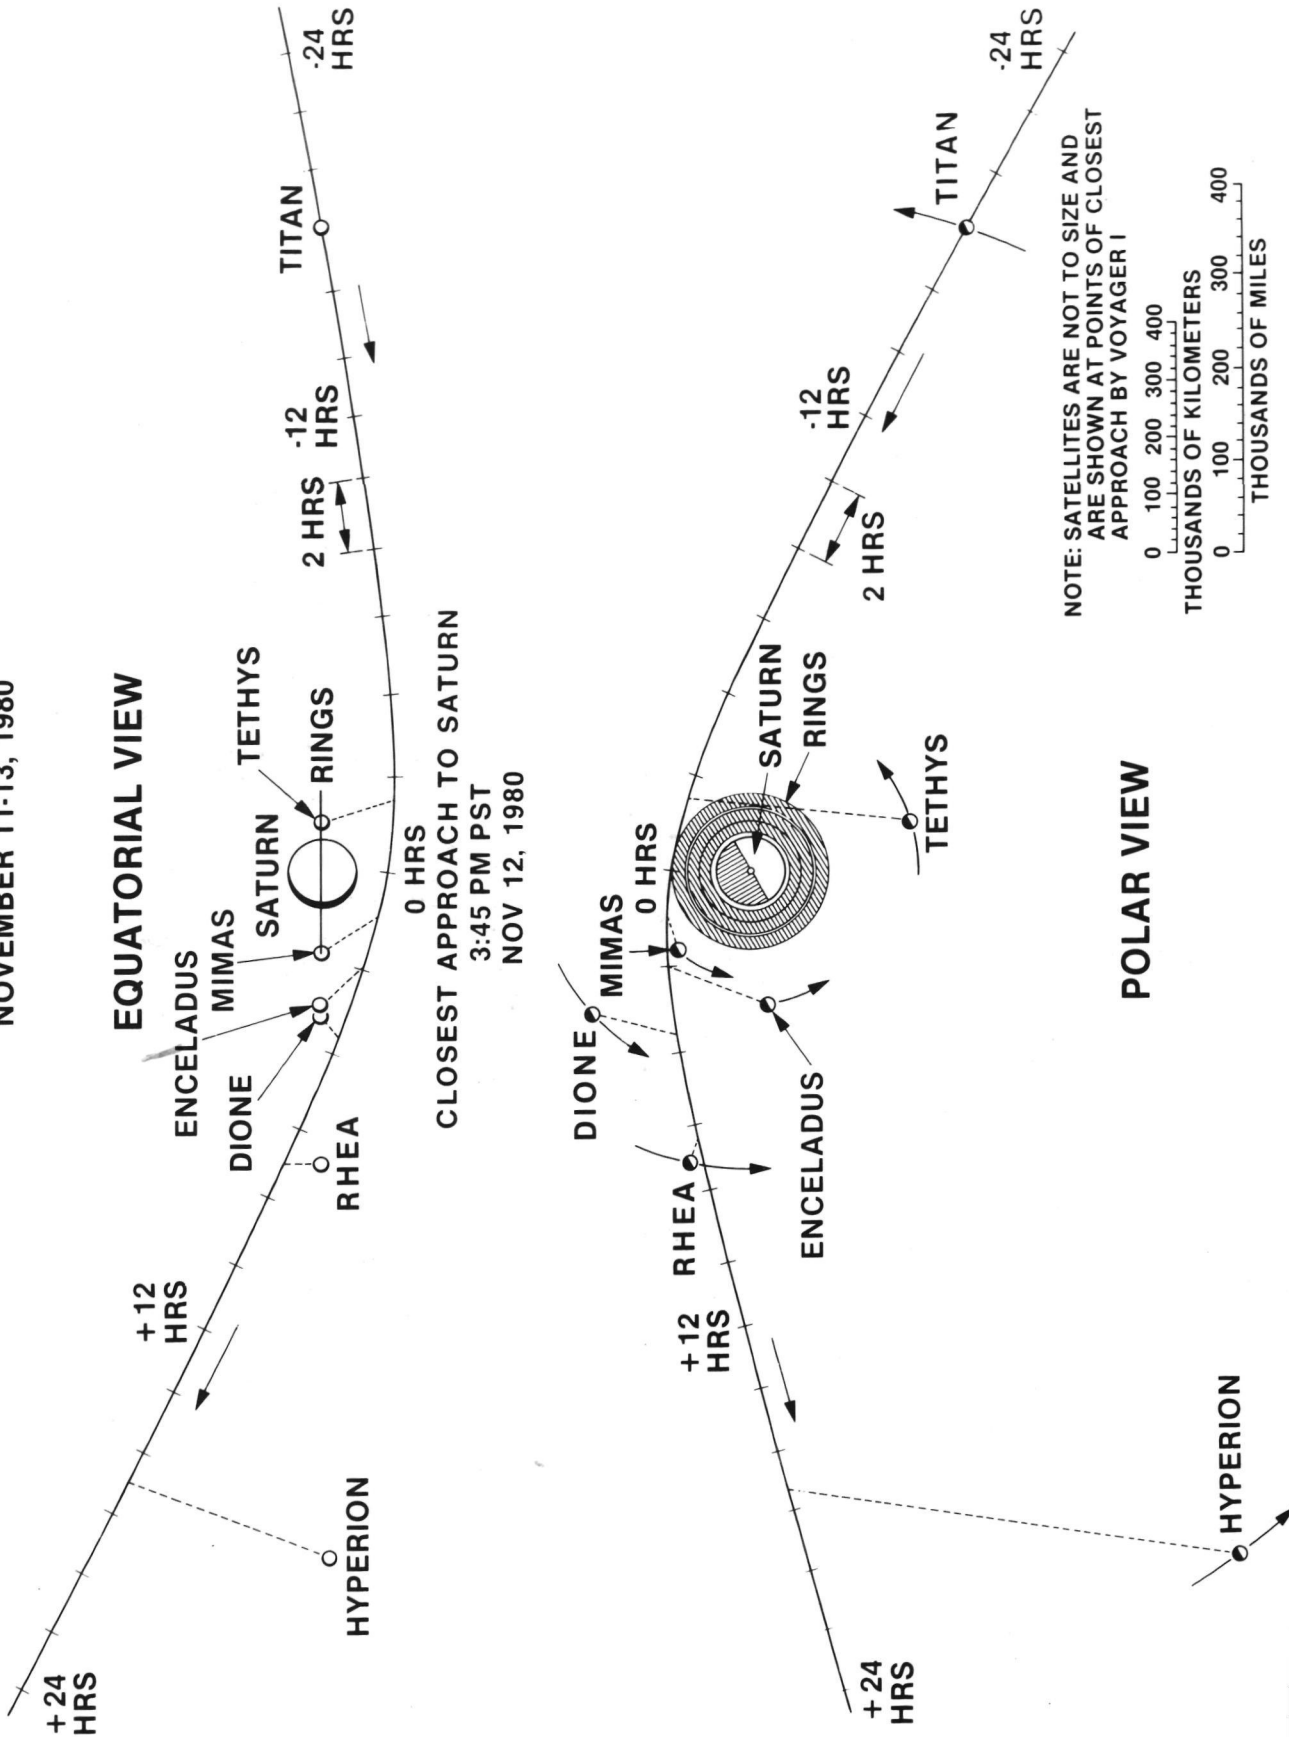 NOVEMBER 11-13, 1980
EQUATORIAL VIEW
+24
HRS
HYPERION
+12
HRS
RHEA
DIONE
ENCELADUS
MIMAS
SATURN
RINGS
TETHYS
0 HRS
CLOSEST APPROACH TO SATURN
3:45 PM PST
NOV 12, 1980
2 HRS
-12
HRS
TITAN
-24
HRS
+24
HRS
HYPERION
+12
HRS
RHEA
DIONE
MIMAS
0 HRS
ENCELADUS
SATURN
RINGS
TETHYS
2 HRS
-12
HRS
TITAN
-24
HRS
POLAR VIEW
NOTE: SATELLITES ARE NOT TO SIZE AND
ARE SHOWN AT POINTS OF CLOSEST
APPROACH BY VOYAGER I
0 100 200 300 400
THOUSANDS OF KILOMETERS
0 100 200 300 400
THOUSANDS OF MILES